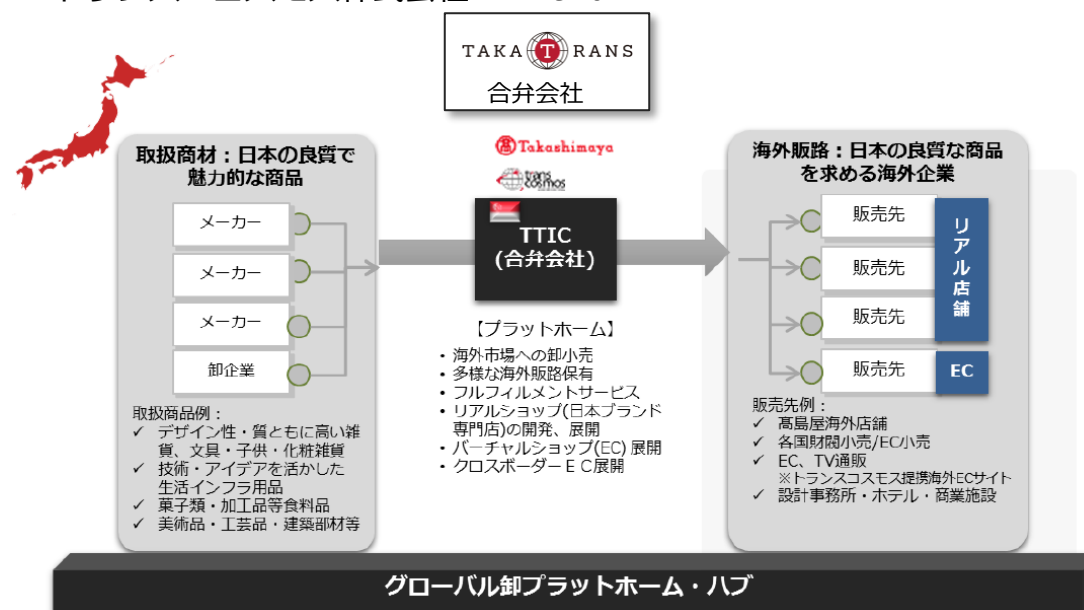 TAKA T RANS
合弁会社
取扱商材：日本の良質で
魅力的な商品
メーカー
メーカー
メーカー
卸企業
取扱商品例：
✓ デザイン性・質ともに高い雑
貨、文具・子供・化粧雑貨
✓ 技術・アイデアを活かした
生活インフラ用品
✓ 菓子類・加工品等食料品
✓ 美術品・工芸品・建築部材等
髙 Takashimaya
trans
cosmos
TTIC
(合弁会社)
【プラットホーム】
・海外市場への卸小売
・多様な海外販路保有
・フルフィルメントサービス
・リアルショップ(日本ブランド
専門店)の開発、展開
・バーチャルショップ(EC) 展開
・クロスボーダーＥＣ展開
海外販路：日本の良質な商品
を求める海外企業
販売先
販売先
販売先
販売先
リアル店舗
EC
販売先例：
✓ 髙島屋海外店舗
✓ 各国財閥小売/EC小売
✓ EC、TV通販
※トランスコスモス提携海外ECサイト
✓ 設計事務所・ホテル・商業施設
グローバル卸プラットホーム・ハブ